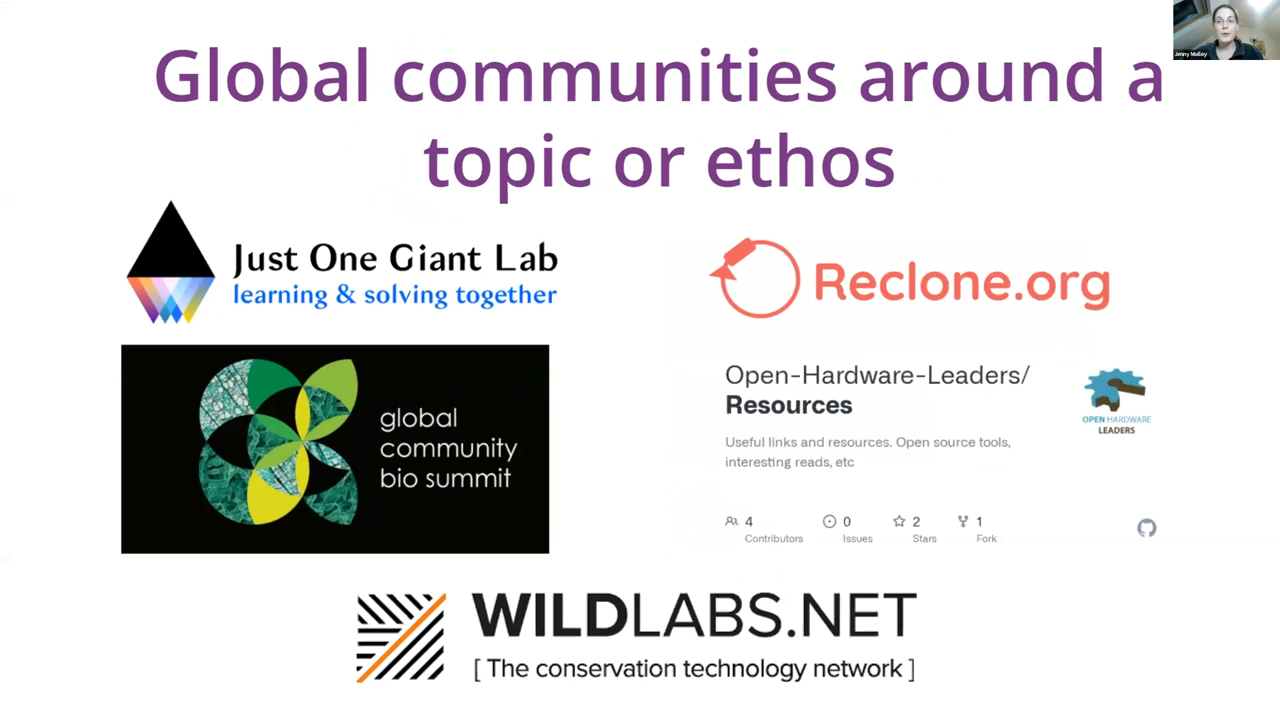 Global communities around a
topic or ethos
Jenny Molloy
Just One Giant Lab
learning & solving together
Reclone.org
global
community
bio summit
Open-Hardware-Leaders/
Resources
Useful links and resources. Open source tools,
interesting reads, etc
4
Contributors
0
Issues
2
Stars
1
Fork
OPEN HARDWARE
LEADERS
WILDLABS.NET
[ The conservation technology network ]